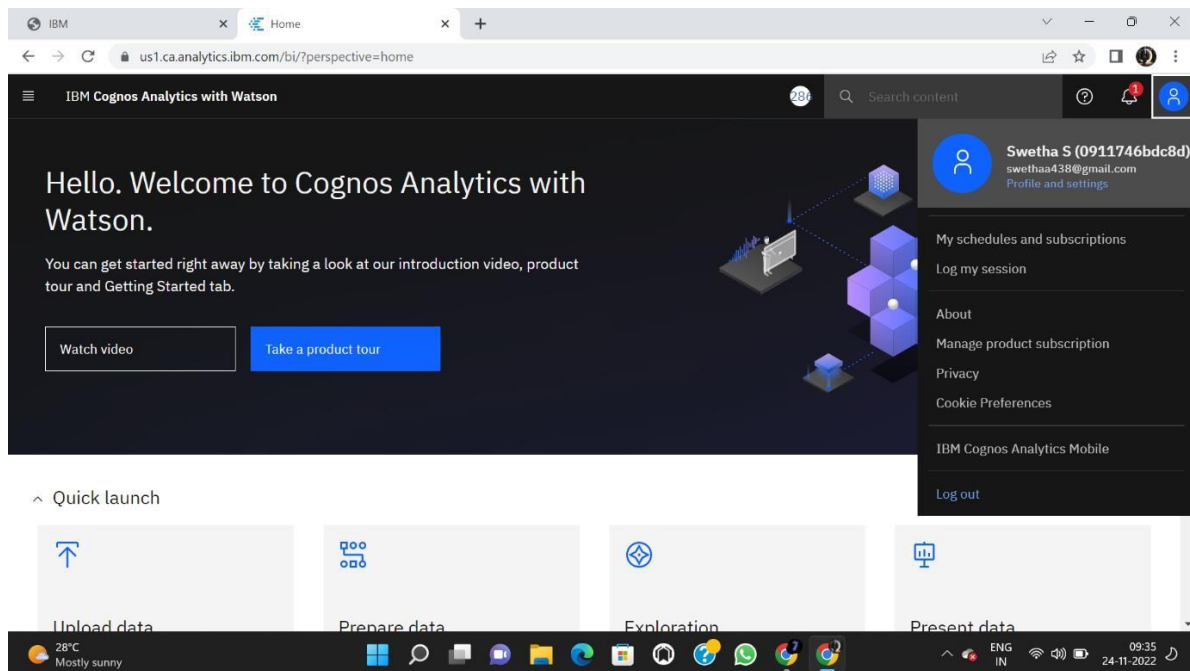 IBM
Home
us1.ca.analytics.ibm.com/bi/?perspective=home
IBM Cognos Analytics with Watson
286
Search content
1
Swetha S (0911746bdc8d)
swethaa438@gmail.com
Profile and settings
Hello. Welcome to Cognos Analytics with
Watson.
You can get started right away by taking a look at our introduction video, product
tour and Getting Started tab.
Watch video
Take a product tour
My schedules and subscriptions
Log my session
About
Manage product subscription
Privacy
Cookie Preferences
IBM Cognos Analytics Mobile
Log out
Quick launch
Upload data
Prepare data
Exploration
Present data
28°C
Mostly sunny
ENG
IN
09:35
24-11-2022